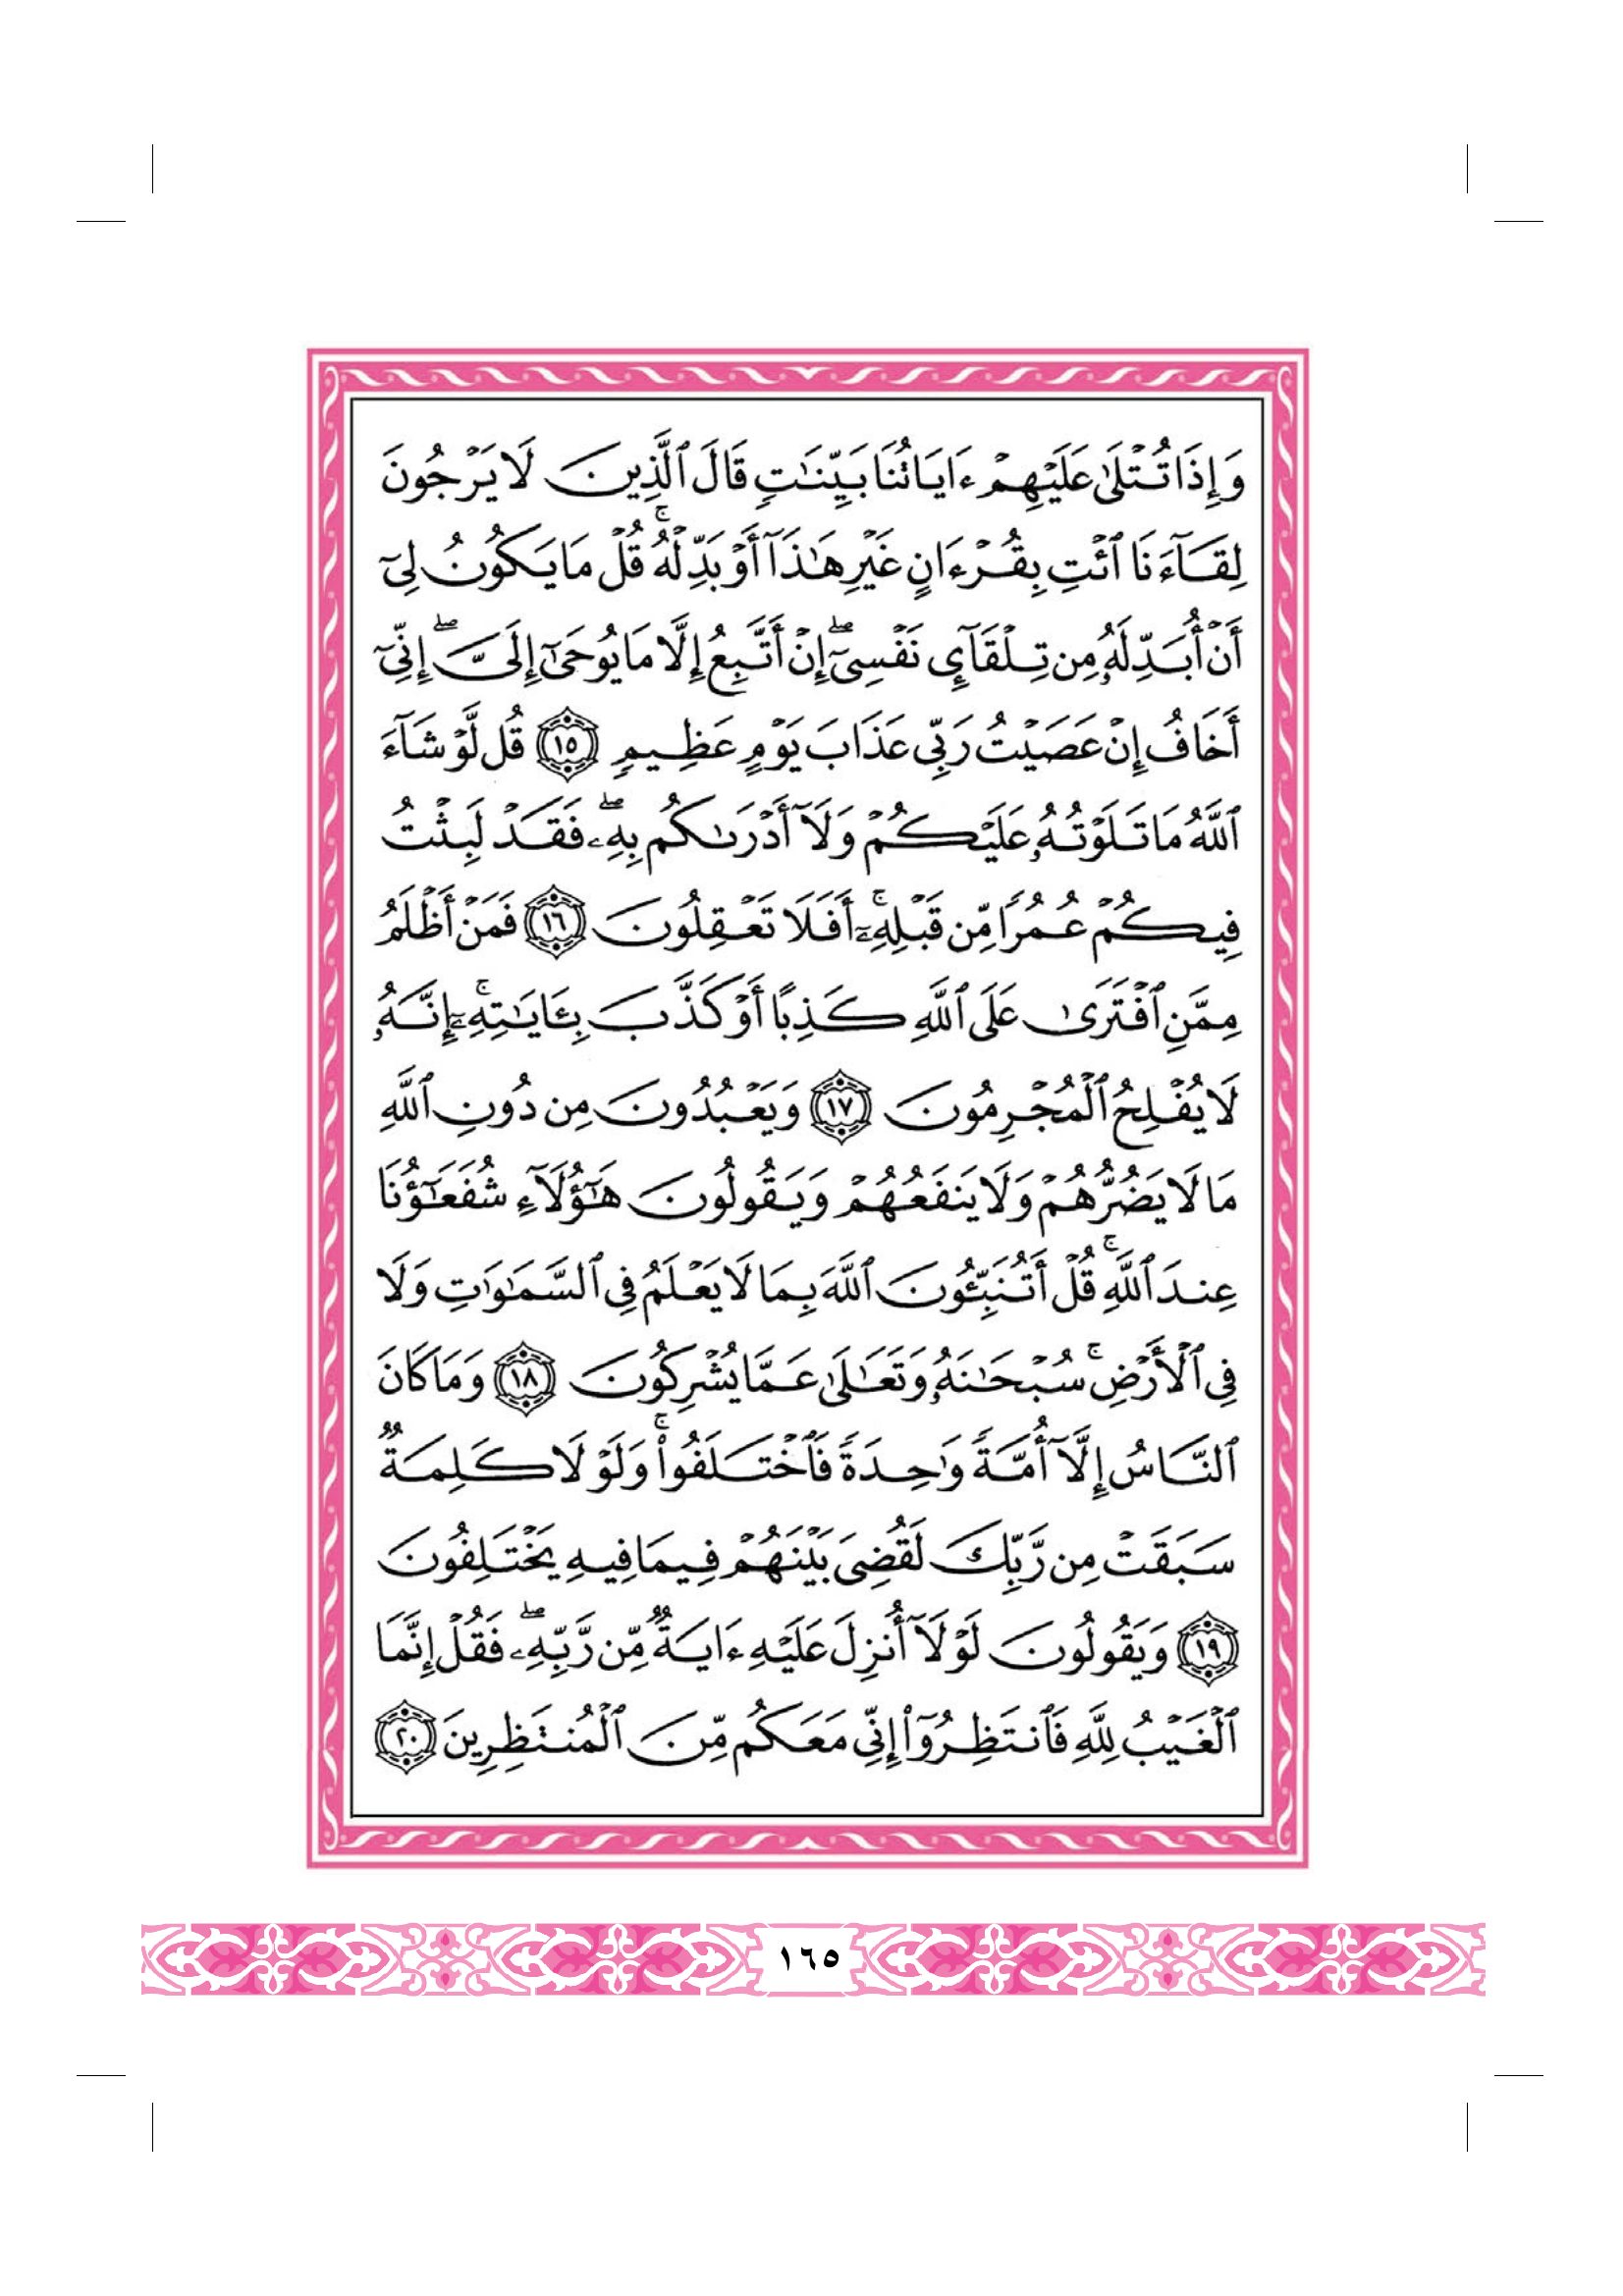 وَإِذَا تُتْلَىٰ عَلَيْهِمْ ءَايَاتُنَا بَيِّنَٰتٍ قَالَ ٱلَّذِينَ لَا يَرْجُونَ
لِقَآءَنَا ٱئْتِ بِقُرْءَانٍ غَيْرِ هَٰذَآ أَوْ بَدِّلْهُ ۚ قُلْ مَا يَكُونُ لِىٓ
أَنْ أُبَدِّلَهُۥ مِن تِلْقَآئِ نَفْسِىٓ ۖ إِنْ أَتَّبِعُ إِلَّا مَا يُوحَىٰٓ إِلَىَّ ۖ إِنِّىٓ
أَخَافُ إِنْ عَصَيْتُ رَبِّى عَذَابَ يَوْمٍ عَظِيمٍ ١٥ قُل لَّوْ شَآءَ
ٱللَّهُ مَا تَلَوْتُهُۥ عَلَيْكُمْ وَلَآ أَدْرَىٰكُم بِهِۦ ۖ فَقَدْ لَبِثْتُ
فِيكُمْ عُمُرًا مِّن قَبْلِهِۦٓ ۚ أَفَلَا تَعْقِلُونَ ١٦ فَمَنْ أَظْلَمُ
مِمَّنِ ٱفْتَرَىٰ عَلَى ٱللَّهِ كَذِبًا أَوْ كَذَّبَ بِـَٔايَٰتِهِۦٓ ۚ إِنَّهُۥ
لَا يُفْلِحُ ٱلْمُجْرِمُونَ ١٧ وَيَعْبُدُونَ مِن دُونِ ٱللَّهِ
مَا لَا يَضُرُّهُمْ وَلَا يَنفَعُهُمْ وَيَقُولُونَ هَٰٓؤُلَآءِ شُفَعَٰٓؤُنَا
عِندَ ٱللَّهِ ۚ قُلْ أَتُنَبِّـُٔونَ ٱللَّهَ بِمَا لَا يَعْلَمُ فِى ٱلسَّمَٰوَٰتِ وَلَا
فِى ٱلْأَرْضِ ۚ سُبْحَٰنَهُۥ وَتَعَٰلَىٰ عَمَّا يُشْرِكُونَ ١٨ وَمَا كَانَ
ٱلنَّاسُ إِلَّآ أُمَّةً وَٰحِدَةً فَٱخْتَلَفُوا۟ ۚ وَلَوْلَا كَلِمَةٌ
سَبَقَتْ مِن رَّبِّكَ لَقُضِىَ بَيْنَهُمْ فِيمَا فِيهِ يَخْتَلِفُونَ
١٩ وَيَقُولُونَ لَوْلَآ أُنزِلَ عَلَيْهِ ءَايَةٌ مِّن رَّبِّهِۦ ۖ فَقُلْ إِنَّمَا
ٱلْغَيْبُ لِلَّهِ فَٱنتَظِرُوٓا۟ إِنِّى مَعَكُم مِّنَ ٱلْمُنتَظِرِينَ ٢٠
١٦٥